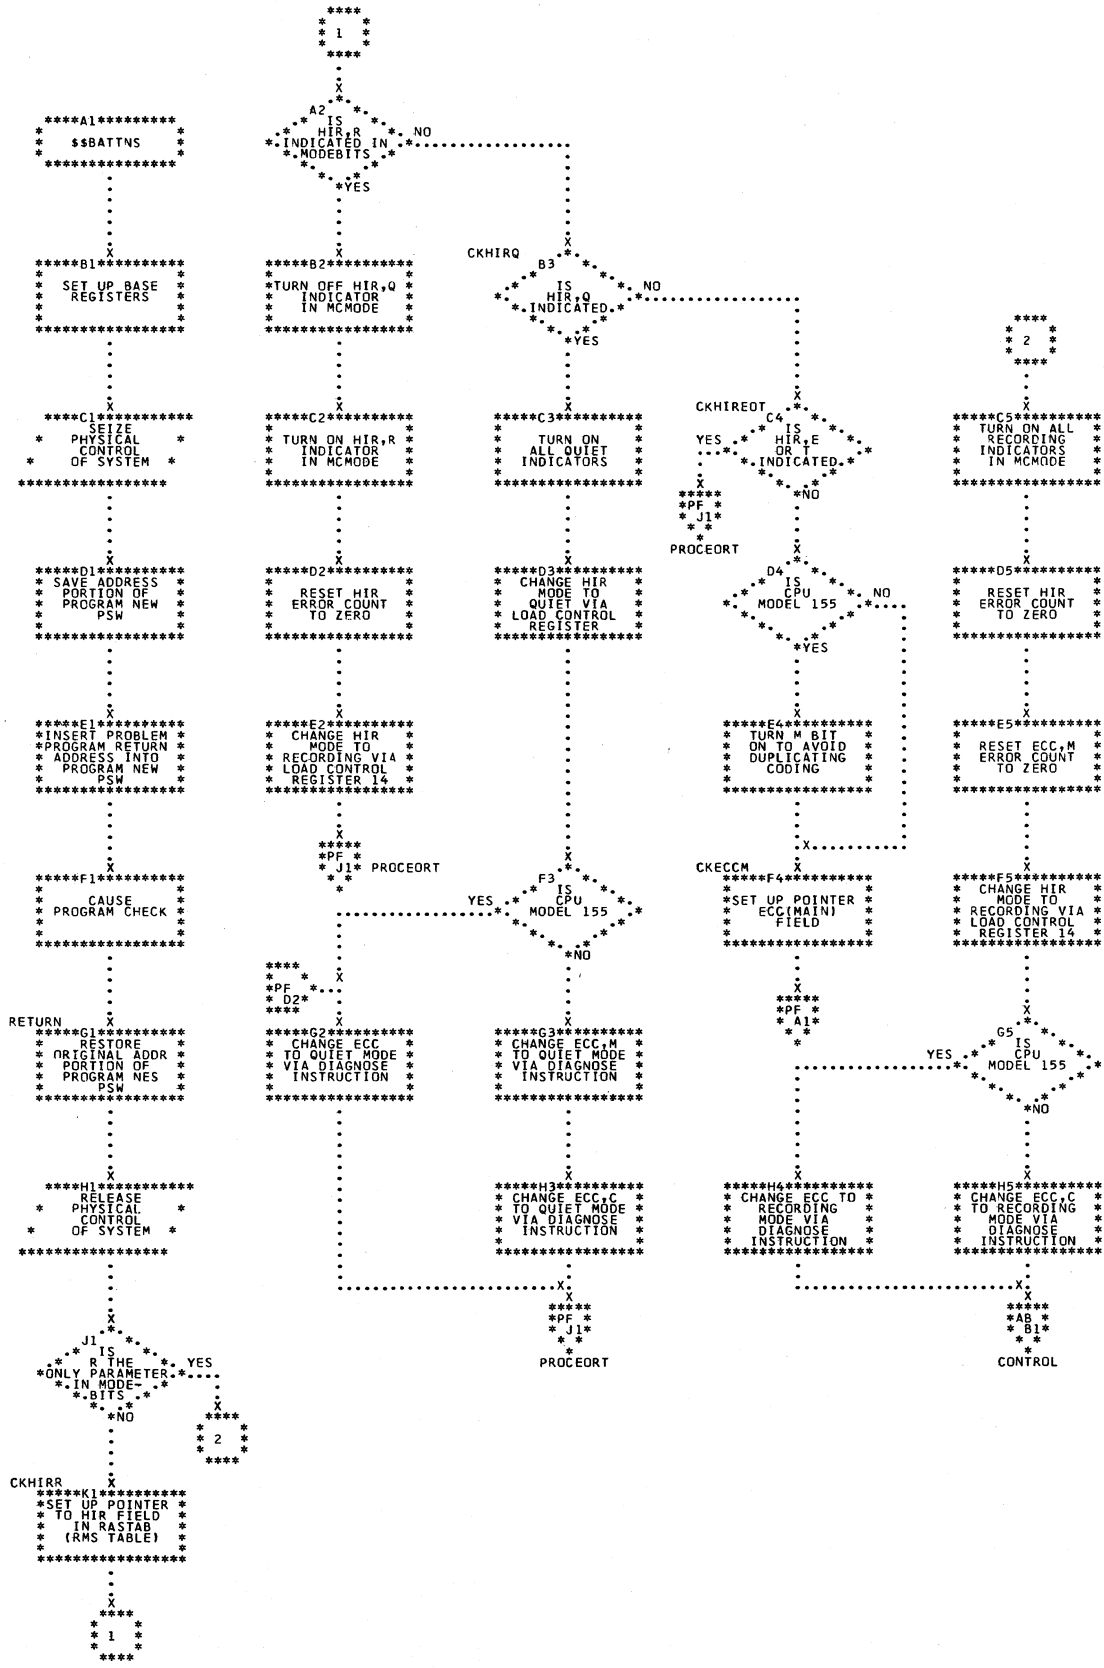 1
A1
$$BATTNS
B1
SET UP BASE
REGISTERS
C1
SEIZE
PHYSICAL
CONTROL
OF SYSTEM
D1
SAVE ADDRESS
PORTION OF
PROGRAM NEW
PSW
E1
INSERT PROBLEM
PROGRAM RETURN
ADDRESS INTO
PROGRAM NEW
PSW
F1
CAUSE
PROGRAM CHECK
RETURN
G1
RESTORE
ORIGINAL ADDR
PORTION OF
PROGRAM NES
PSW
H1
RELEASE
PHYSICAL
CONTROL
OF SYSTEM
J1
IS
R THE
ONLY PARAMETER
IN MODE-
BITS
YES
NO
2
CKHIRR
K1
SET UP POINTER
TO HIR FIELD
IN RASTAB
(RMS TABLE)
1
A2
IS
HIR,R
INDICATED IN
MODEBITS
NO
YES
B2
TURN OFF HIR,Q
INDICATOR
IN MCMODE
C2
TURN ON HIR,R
INDICATOR
IN MCMODE
D2
RESET HIR
ERROR COUNT
TO ZERO
E2
CHANGE HIR
MODE TO
RECORDING VIA
LOAD CONTROL
REGISTER 14
PF
J1
PROCEORT
PF
D2
G2
CHANGE ECC
TO QUIET MODE
VIA DIAGNOSE
INSTRUCTION
CKHIRQ
B3
IS
HIR,Q
INDICATED
NO
YES
C3
TURN ON
ALL QUIET
INDICATORS
D3
CHANGE HIR
MODE TO
QUIET VIA
LOAD CONTROL
REGISTER
F3
IS
CPU
MODEL 155
YES
NO
G3
CHANGE ECC,M
TO QUIET MODE
VIA DIAGNOSE
INSTRUCTION
H3
CHANGE ECC,C
TO QUIET MODE
VIA DIAGNOSE
INSTRUCTION
PF
J1
PROCEORT
CKHIREOT
C4
IS
HIR,E
OR T
INDICATED
YES
NO
PF
J1
PROCEORT
D4
IS
CPU
MODEL 155
NO
YES
E4
TURN M BIT
ON TO AVOID
DUPLICATING
CODING
CKECCM
F4
SET UP POINTER
ECC(MAIN)
FIELD
PF
A1
H4
CHANGE ECC TO
RECORDING
MODE VIA
DIAGNOSE
INSTRUCTION
2
C5
TURN ON ALL
RECORDING
INDICATORS
IN MCMODE
D5
RESET HIR
ERROR COUNT
TO ZERO
E5
RESET ECC,M
ERROR COUNT
TO ZERO
F5
CHANGE HIR
MODE TO
RECORDING VIA
LOAD CONTROL
REGISTER 14
G5
IS
CPU
MODEL 155
YES
NO
H5
CHANGE ECC,C
TO RECORDING
MODE VIA
DIAGNOSE
INSTRUCTION
AB
B1
CONTROL